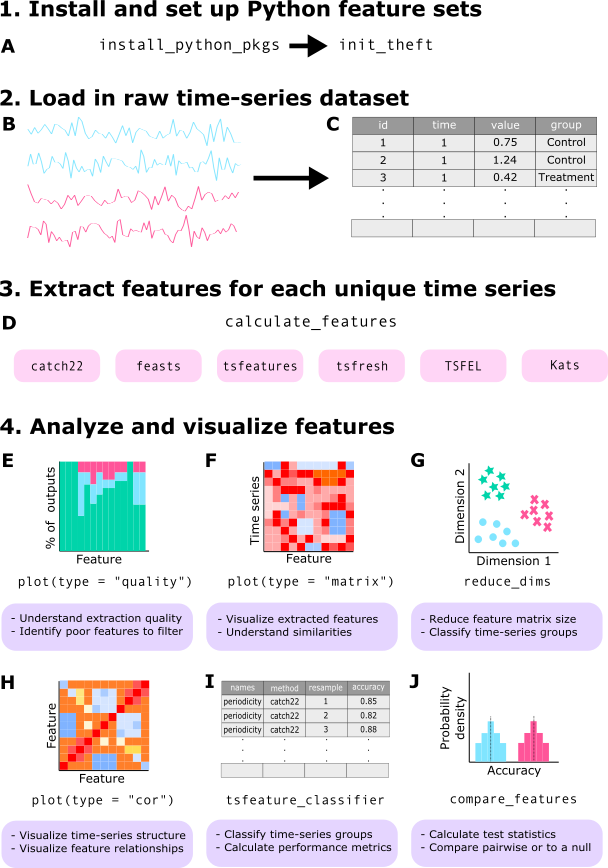 1. Install and set up Python feature sets
A
install_python_pkgs
init_theft
2. Load in raw time-series dataset
B
C
id time value group
1 1 0.75 Control
2 1 1.24 Control
3 1 0.42 Treatment
. . . .
. . . .
. . . .
3. Extract features for each unique time series
D
calculate_features
catch22 feasts tsfeatures tsfresh TSFEL Kats
4. Analyze and visualize features
E
% of outputs
Feature
plot(type = "quality")
- Understand extraction quality
- Identify poor features to filter
F
Time series
Feature
plot(type = "matrix")
- Visualize extracted features
- Understand similarities
G
Dimension 2
Dimension 1
reduce_dims
- Reduce feature matrix size
- Classify time-series groups
H
Feature
Feature
plot(type = "cor")
- Visualize time-series structure
- Visualize feature relationships
I
names method resample accuracy
periodicity catch22 1 0.85
periodicity catch22 2 0.82
periodicity catch22 3 0.88
. . . .
. . . .
. . . .
tsfeature_classifier
- Classify time-series groups
- Calculate performance metrics
J
Probability
density
Accuracy
compare_features
- Calculate test statistics
- Compare pairwise or to a null